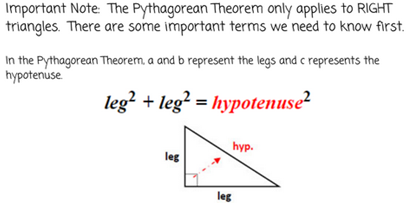 Important Note: The Pythagorean Theorem only applies to RIGHT
triangles. There are some important terms we need to know first.
In the Pythagorean Theorem, a and b represent the legs and c represents the
hypotenuse.
leg² + leg² = hypotenuse²
hyp.
leg
leg